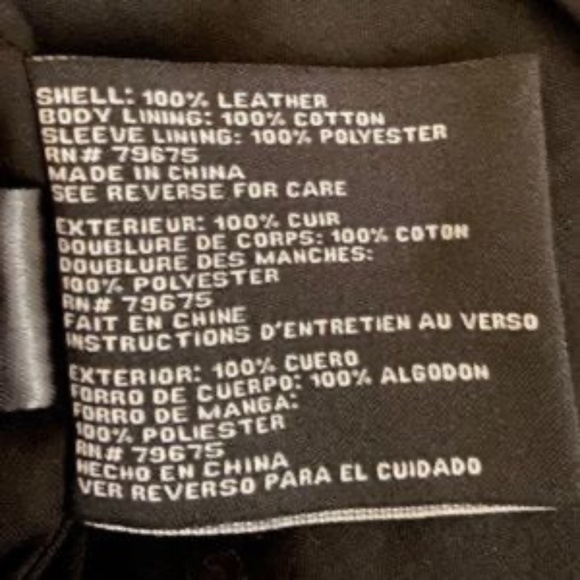 SHELL: 100% LEATHER
BODY LINING: 100% COTTON
SLEEVE LINING: 100% POLYESTER
RN# 79675
MADE IN CHINA
SEE REVERSE FOR CARE
EXTERIEUR: 100% CUIR
DOUBLURE DE CORPS: 100% COTON
DOUBLURE DES MANCHES:
100% POLYESTER
RN# 79675
FAIT EN CHINE
INSTRUCTIONS D'ENTRETIEN AU VERSO
EXTERIOR: 100% CUERO
FORRO DE CUERPO: 100% ALGODON
FORRO DE MANGA:
100% POLIESTER
RN# 79675
HECHO EN CHINA
VER REVERSO PARA EL CUIDADO